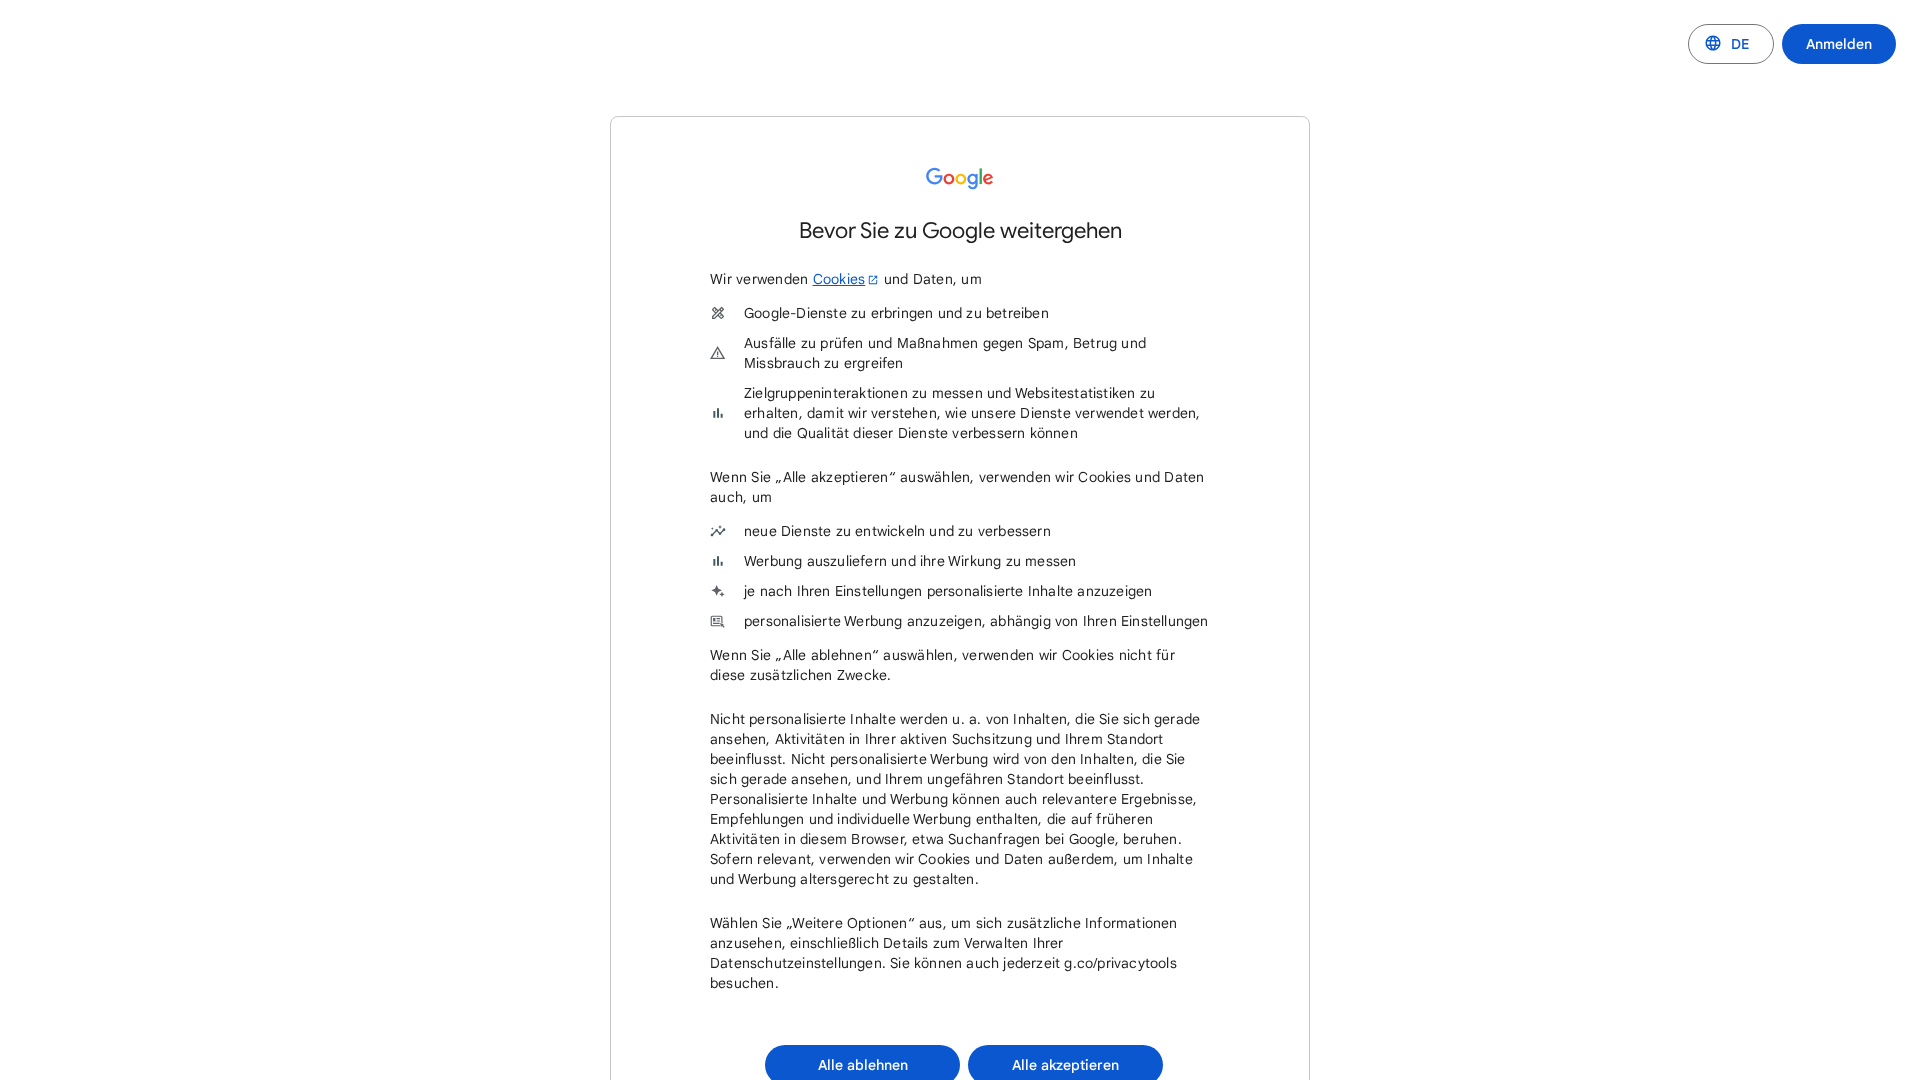 DE
Anmelden
Google
Bevor Sie zu Google weitergehen
Wir verwenden Cookies und Daten, um
Google-Dienste zu erbringen und zu betreiben
Ausfälle zu prüfen und Maßnahmen gegen Spam, Betrug und
Missbrauch zu ergreifen
Zielgruppeninteraktionen zu messen und Websitestatistiken zu
erhalten, damit wir verstehen, wie unsere Dienste verwendet werden,
und die Qualität dieser Dienste verbessern können
Wenn Sie „Alle akzeptieren“ auswählen, verwenden wir Cookies und Daten
auch, um
neue Dienste zu entwickeln und zu verbessern
Werbung auszuliefern und ihre Wirkung zu messen
je nach Ihren Einstellungen personalisierte Inhalte anzuzeigen
personalisierte Werbung anzuzeigen, abhängig von Ihren Einstellungen
Wenn Sie „Alle ablehnen“ auswählen, verwenden wir Cookies nicht für
diese zusätzlichen Zwecke.
Nicht personalisierte Inhalte werden u. a. von Inhalten, die Sie sich gerade
ansehen, Aktivitäten in Ihrer aktiven Suchsitzung und Ihrem Standort
beeinflusst. Nicht personalisierte Werbung wird von den Inhalten, die Sie
sich gerade ansehen, und Ihrem ungefähren Standort beeinflusst.
Personalisierte Inhalte und Werbung können auch relevantere Ergebnisse,
Empfehlungen und individuelle Werbung enthalten, die auf früheren
Aktivitäten in diesem Browser, etwa Suchanfragen bei Google, beruhen.
Sofern relevant, verwenden wir Cookies und Daten außerdem, um Inhalte
und Werbung altersgerecht zu gestalten.
Wählen Sie „Weitere Optionen“ aus, um sich zusätzliche Informationen
anzusehen, einschließlich Details zum Verwalten Ihrer
Datenschutzeinstellungen. Sie können auch jederzeit g.co/privacytools
besuchen.
Alle ablehnen
Alle akzeptieren